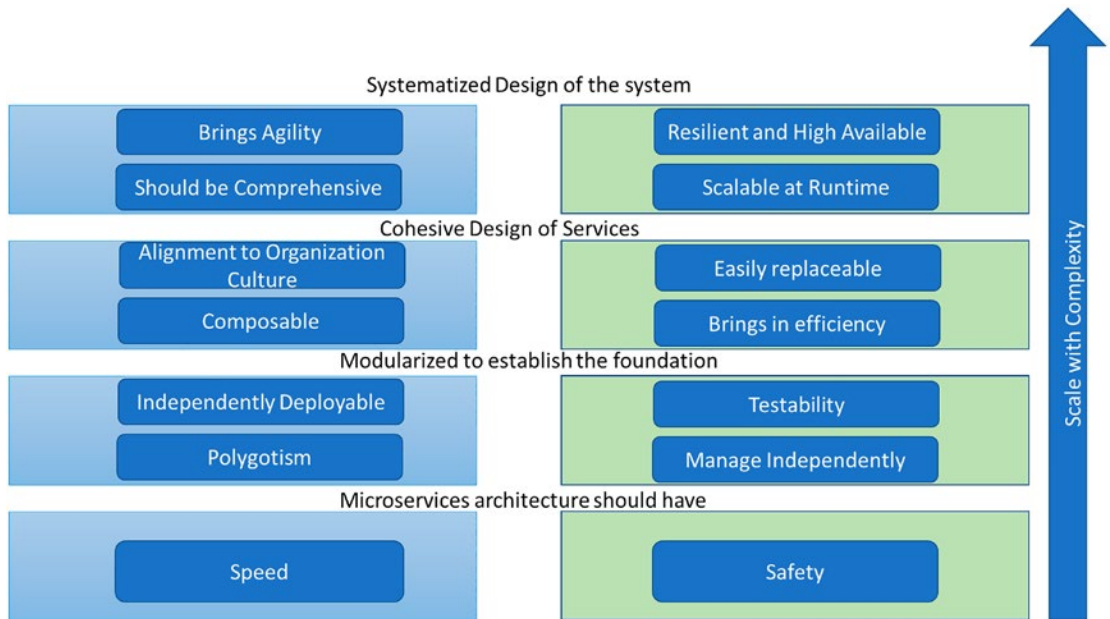 Systematized Design of the system
Brings Agility
Resilient and High Available
Should be Comprehensive
Scalable at Runtime
Cohesive Design of Services
Alignment to Organization
Culture
Easily replaceable
Composable
Brings in efficiency
Modularized to establish the foundation
Independently Deployable
Testability
Polygotism
Manage Independently
Microservices architecture should have
Speed
Safety
Scale with Complexity